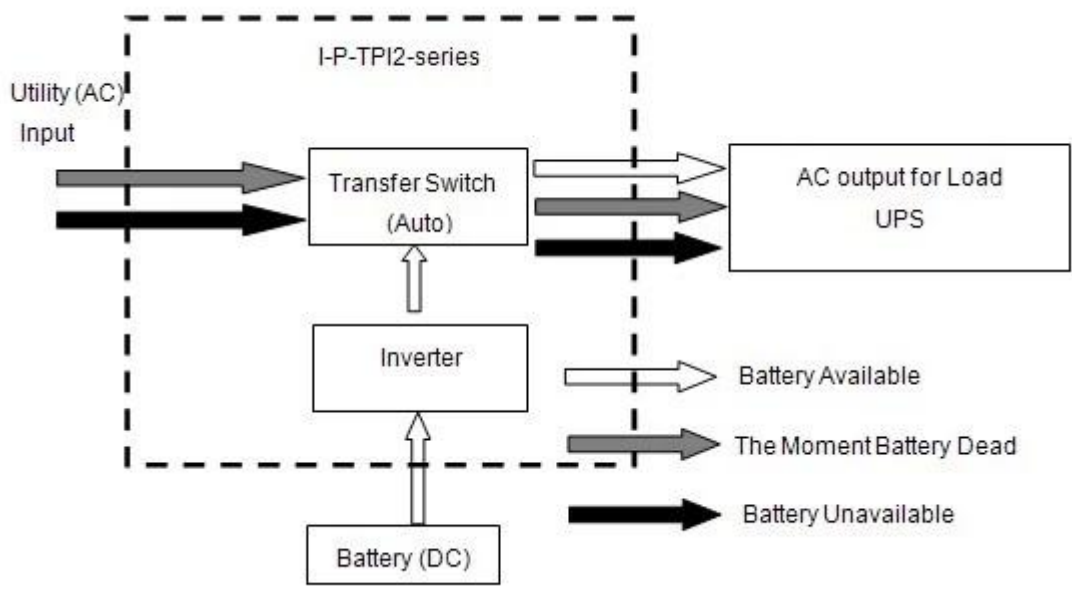 I-P-TPI2-series
Utility (AC)
Input
Transfer Switch
(Auto)
AC output for Load
UPS
Inverter
Battery Available
The Moment Battery Dead
Battery Unavailable
Battery (DC)